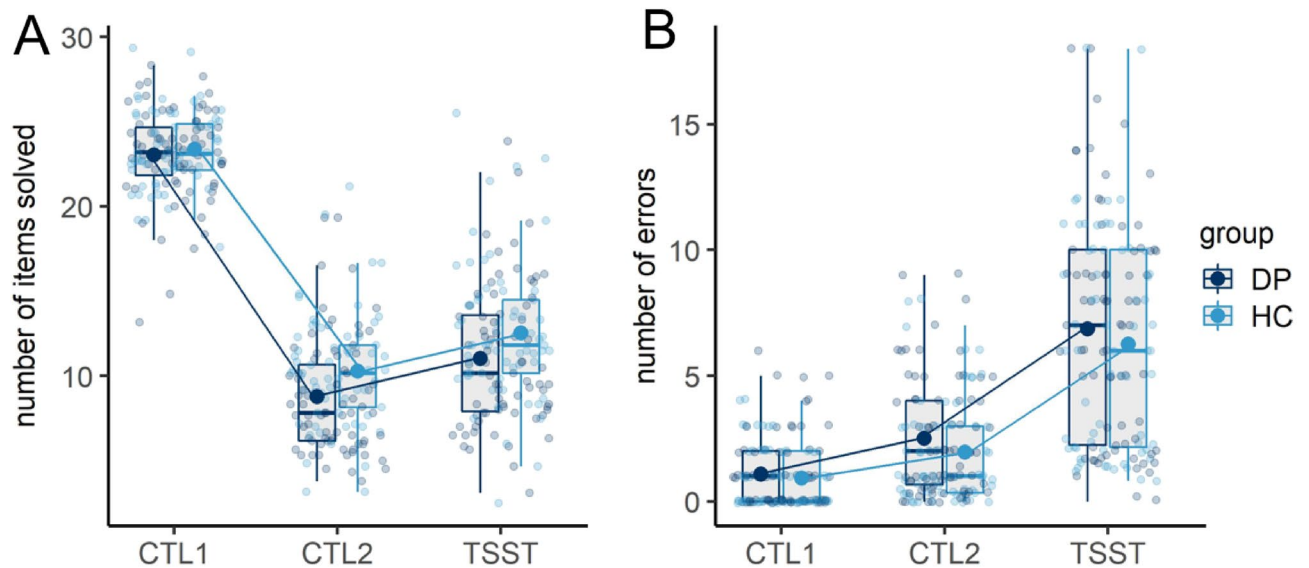 A
number of items solved
30
20
10
CTL1
CTL2
TSST
B
number of errors
15
10
5
0
CTL1
CTL2
TSST
group
DP
HC